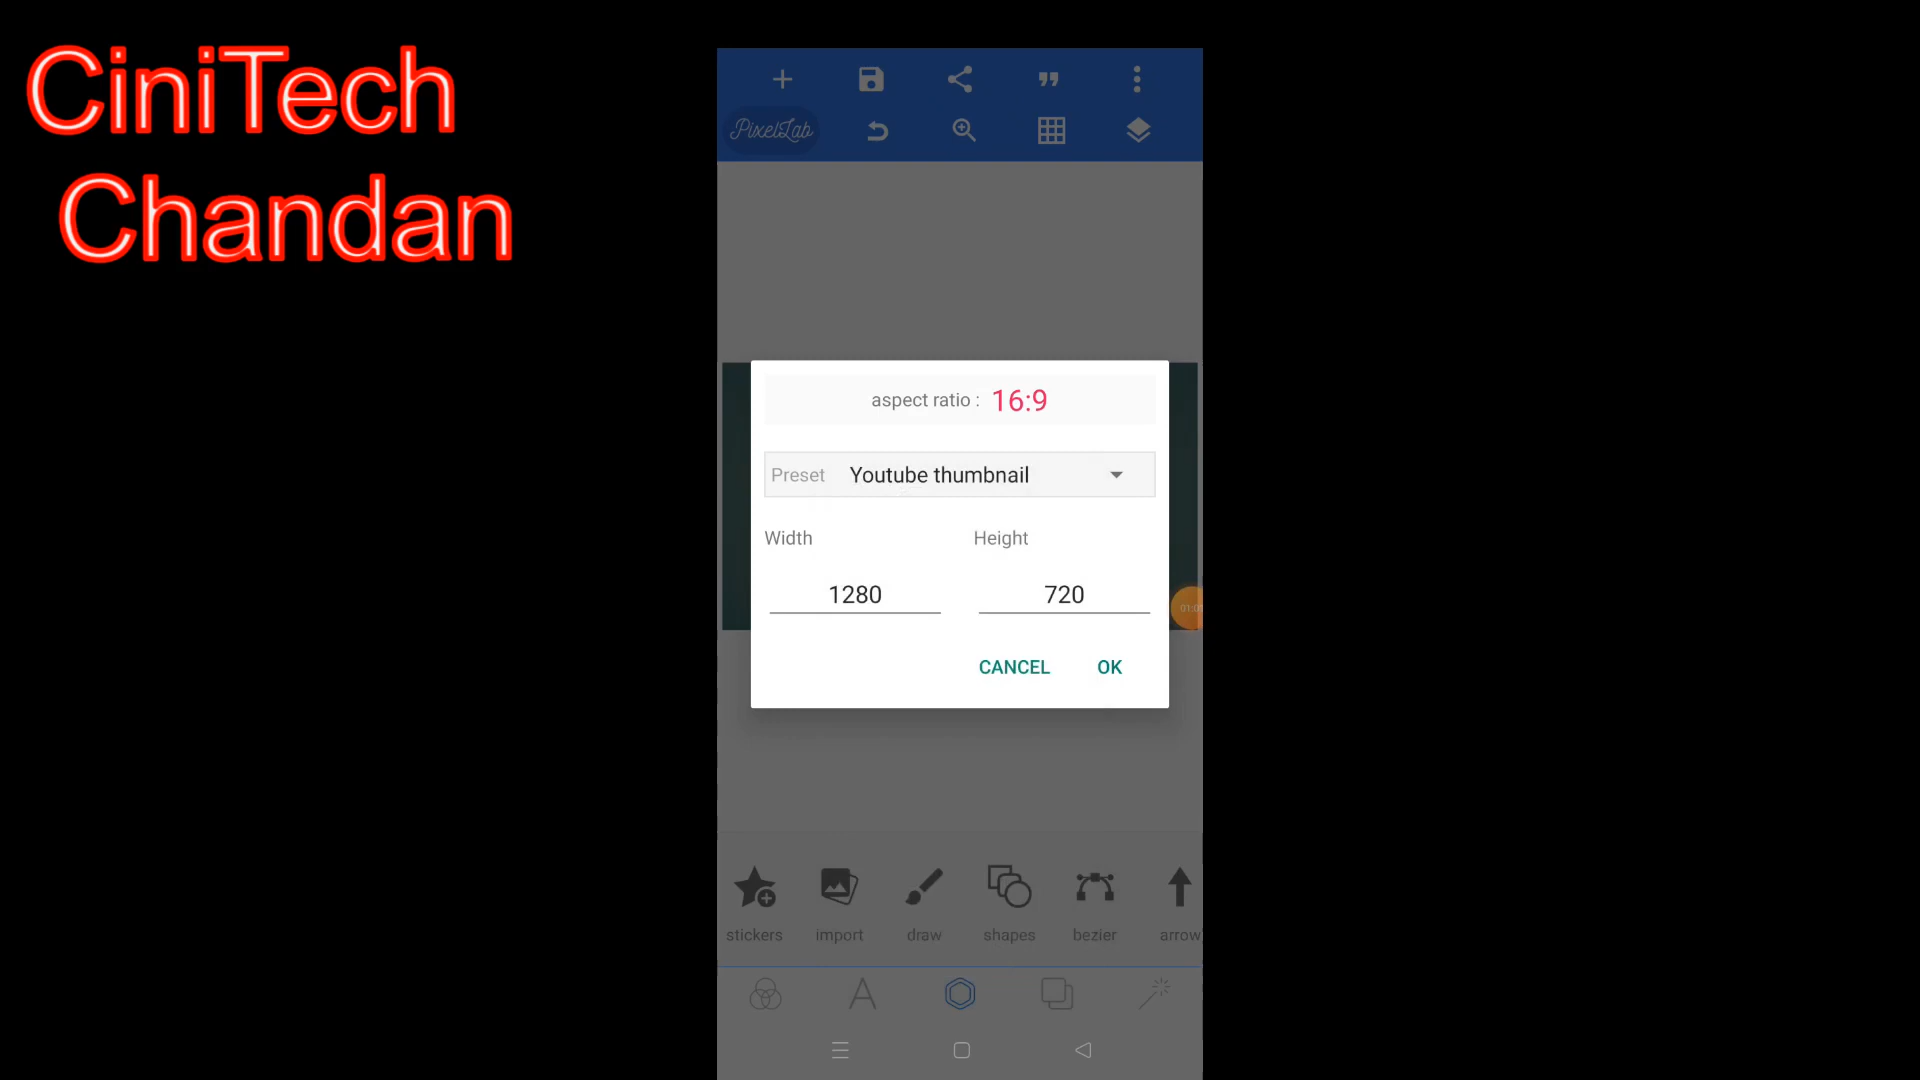 CiniTech
Chandan
PixelLab
aspect ratio : 16:9
Preset Youtube thumbnail
Width Height
1280 720
CANCEL OK
stickers import draw shapes bezier arrow